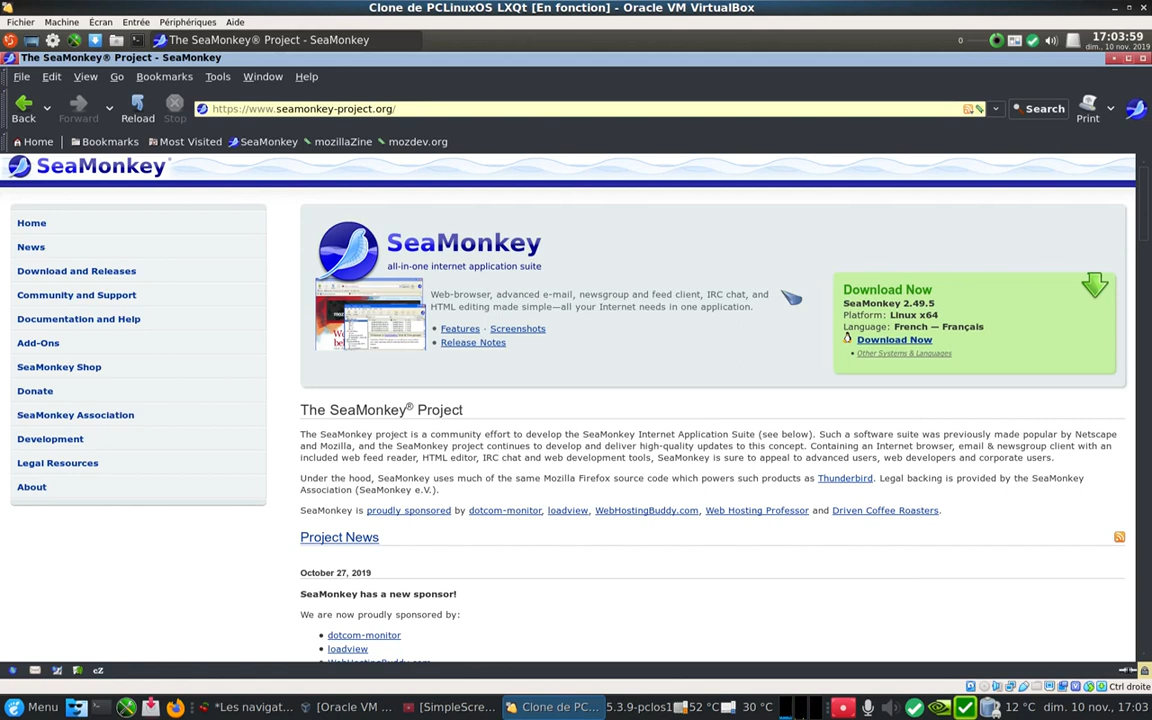 Clone de PCLinuxOS LXQt [En fonction] - Oracle VM VirtualBox
Fichier Machine Écran Entrée Périphériques Aide
The SeaMonkey® Project - SeaMonkey
0
17:03:59
dim.. 10 nov. 2019
The SeaMonkey® Project - SeaMonkey
File Edit View Go Bookmarks Tools Window Help
Back Forward Reload Stop
https://www.seamonkey-project.org/
Search
Print
Home Bookmarks Most Visited SeaMonkey mozillaZine mozdev.org
SeaMonkey
Home
News
Download and Releases
Community and Support
Documentation and Help
Add-Ons
SeaMonkey Shop
Donate
SeaMonkey Association
Development
Legal Resources
About
SeaMonkey
all-in-one internet application suite
Web-browser, advanced e-mail, newsgroup and feed client, IRC chat, and
HTML editing made simple—all your Internet needs in one application.
• Features · Screenshots
• Release Notes
Download Now
SeaMonkey 2.49.5
Platform: Linux x64
Language: French — Français
Download Now
• Other Systems & Languages
The SeaMonkey® Project
The SeaMonkey project is a community effort to develop the SeaMonkey Internet Application Suite (see below). Such a software suite was previously made popular by Netscape
and Mozilla, and the SeaMonkey project continues to develop and deliver high-quality updates to this concept. Containing an Internet browser, email & newsgroup client with an
included web feed reader, HTML editor, IRC chat and web development tools, SeaMonkey is sure to appeal to advanced users, web developers and corporate users.
Under the hood, SeaMonkey uses much of the same Mozilla Firefox source code which powers such products as Thunderbird. Legal backing is provided by the SeaMonkey
Association (SeaMonkey e.V.).
SeaMonkey is proudly sponsored by dotcom-monitor, loadview, WebHostingBuddy.com, Web Hosting Professor and Driven Coffee Roasters.
Project News
October 27, 2019
SeaMonkey has a new sponsor!
We are now proudly sponsored by:
• dotcom-monitor
• loadview
• WebHostingBuddy.com
cZ
Ctrl droite
Menu
*Les navigat...
[Oracle VM ...
[SimpleScre...
Clone de PC...
5.3.9-pclos1
52 °C
30 °C
12 °C
dim. 10 nov., 17:03